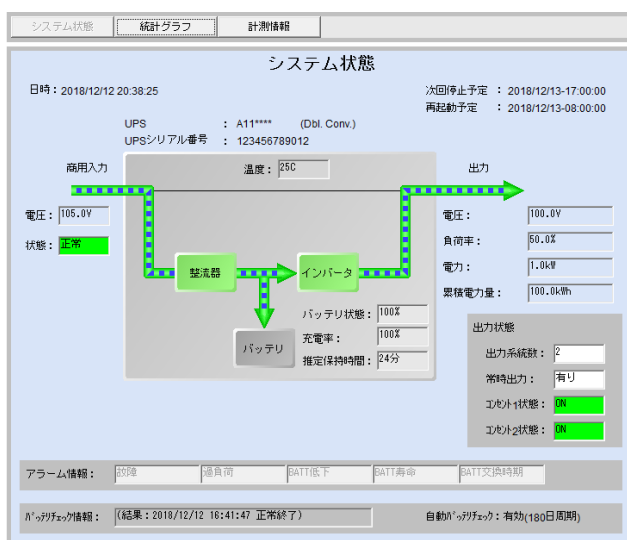 システム状態 統計グラフ 計測情報
システム状態
日時：2018/12/12 20:38:25
次回停止予定 ： 2018/12/13-17:00:00
再起動予定 ： 2018/12/13-08:00:00
UPS ： A11**** (Dbl. Conv.)
UPSシリアル番号 ： 123456789012
商用入力
温度： 25C
出力
電圧： 105.0V
状態： 正常
電圧： 100.0V
負荷率： 50.0%
電力： 1.0kW
累積電力量： 100.0kWh
整流器
インバータ
バッテリ
バッテリ状態： 100%
充電率： 100%
推定保持時間： 24分
出力状態
出力系統数： 2
常時出力： 有り
ｺﾝｾﾝﾄ1状態： ON
ｺﾝｾﾝﾄ2状態： ON
アラーム情報： 故障 過負荷 BATT低下 BATT寿命 BATT交換時期
ﾊﾞｯﾃﾘﾁｪｯｸ情報： (結果：2018/12/12 16:41:47 正常終了)
自動ﾊﾞｯﾃﾘﾁｪｯｸ：有効(180日周期)